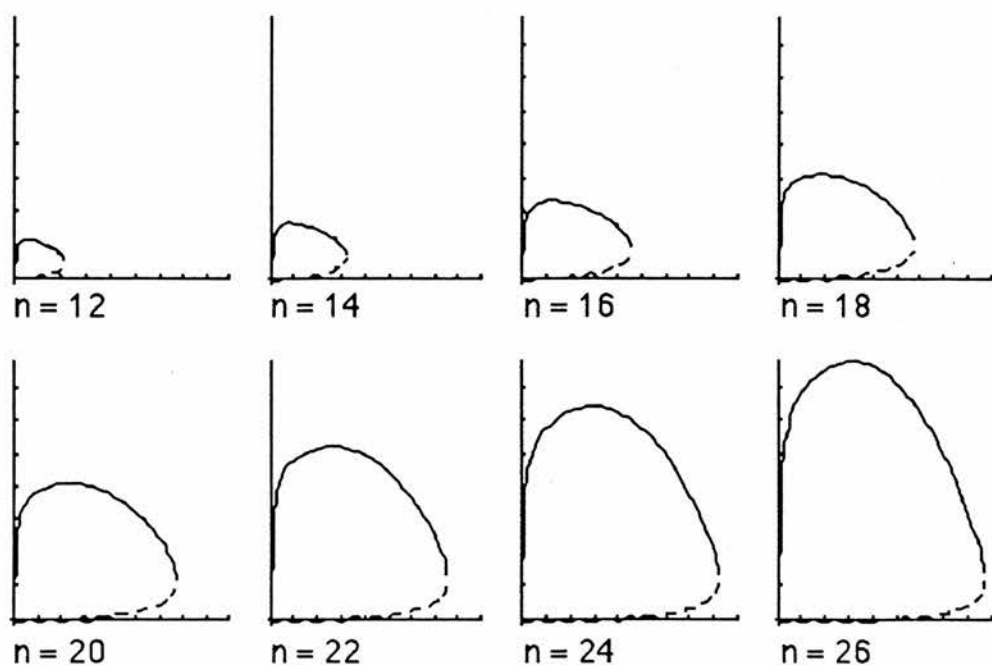 n = 12 n = 14 n = 16 n = 18
n = 20 n = 22 n = 24 n = 26